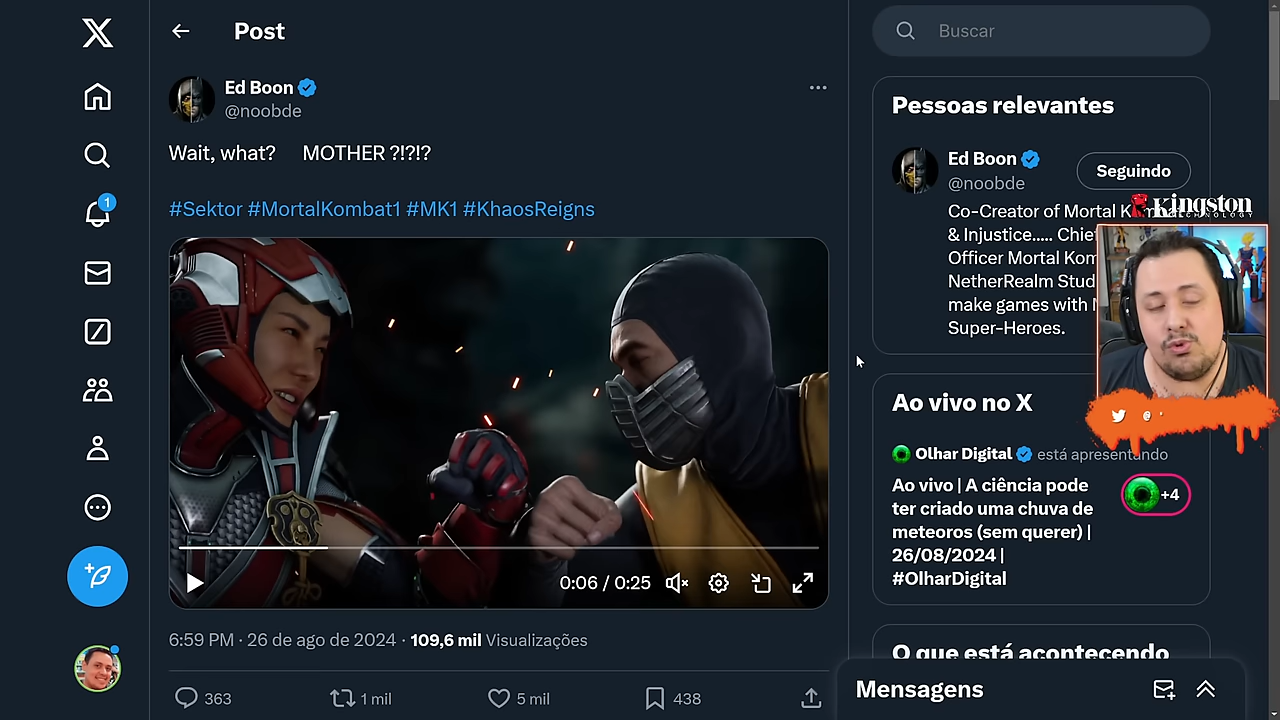 Post
Buscar
Ed Boon
@noobde
Wait, what? MOTHER ?!?!?
#Sektor #MortalKombat1 #MK1 #KhaosReigns
0:06 / 0:25
6:59 PM · 26 de ago de 2024 · 109,6 mil Visualizações
363
1 mil
5 mil
438
1
Pessoas relevantes
Ed Boon
@noobde
Seguindo
Co-Creator of Mortal
& Injustice..... Chief
Officer Mortal
NetherRealm
make games with
Super-Heroes.
Kingston
TECHNOLOGY
@
Ao vivo no X
Olhar Digital está apresentando
Ao vivo | A ciência pode
ter criado uma chuva de
meteoros (sem querer) |
26/08/2024 |
#OlharDigital
+4
O que está acontecendo
Mensagens